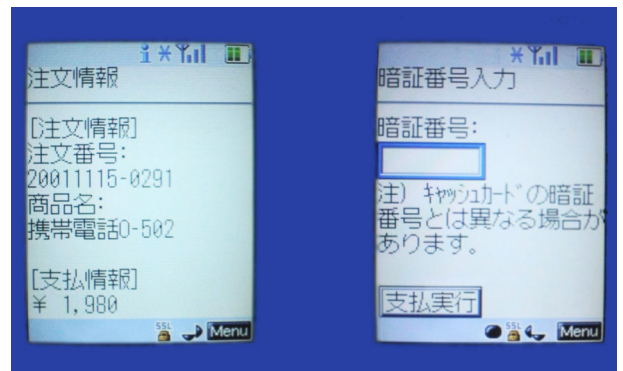 注文情報
[注文情報]
注文番号:
20011115-0291
商品名:
携帯電話O-502
[支払情報]
¥ 1,980
SSL
Menu
暗証番号入力
暗証番号:
注) ｷｬｯｼｭｶｰﾄﾞの暗証
番号とは異なる場合が
あります。
支払実行
SSL
Menu